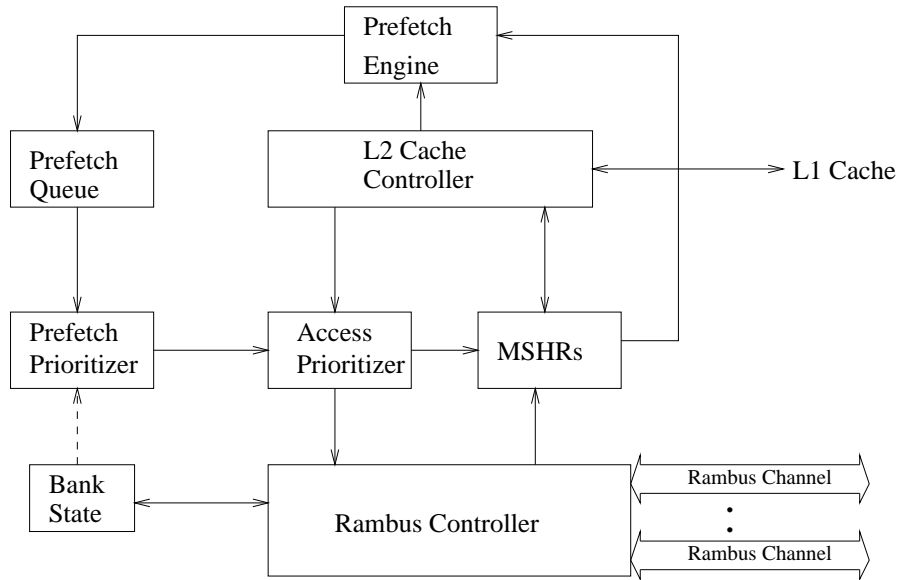 Prefetch
Engine
Prefetch
Queue
L2 Cache
Controller
L1 Cache
Prefetch
Prioritizer
Access
Prioritizer
MSHRs
Bank
State
Rambus Controller
Rambus Channel
Rambus Channel